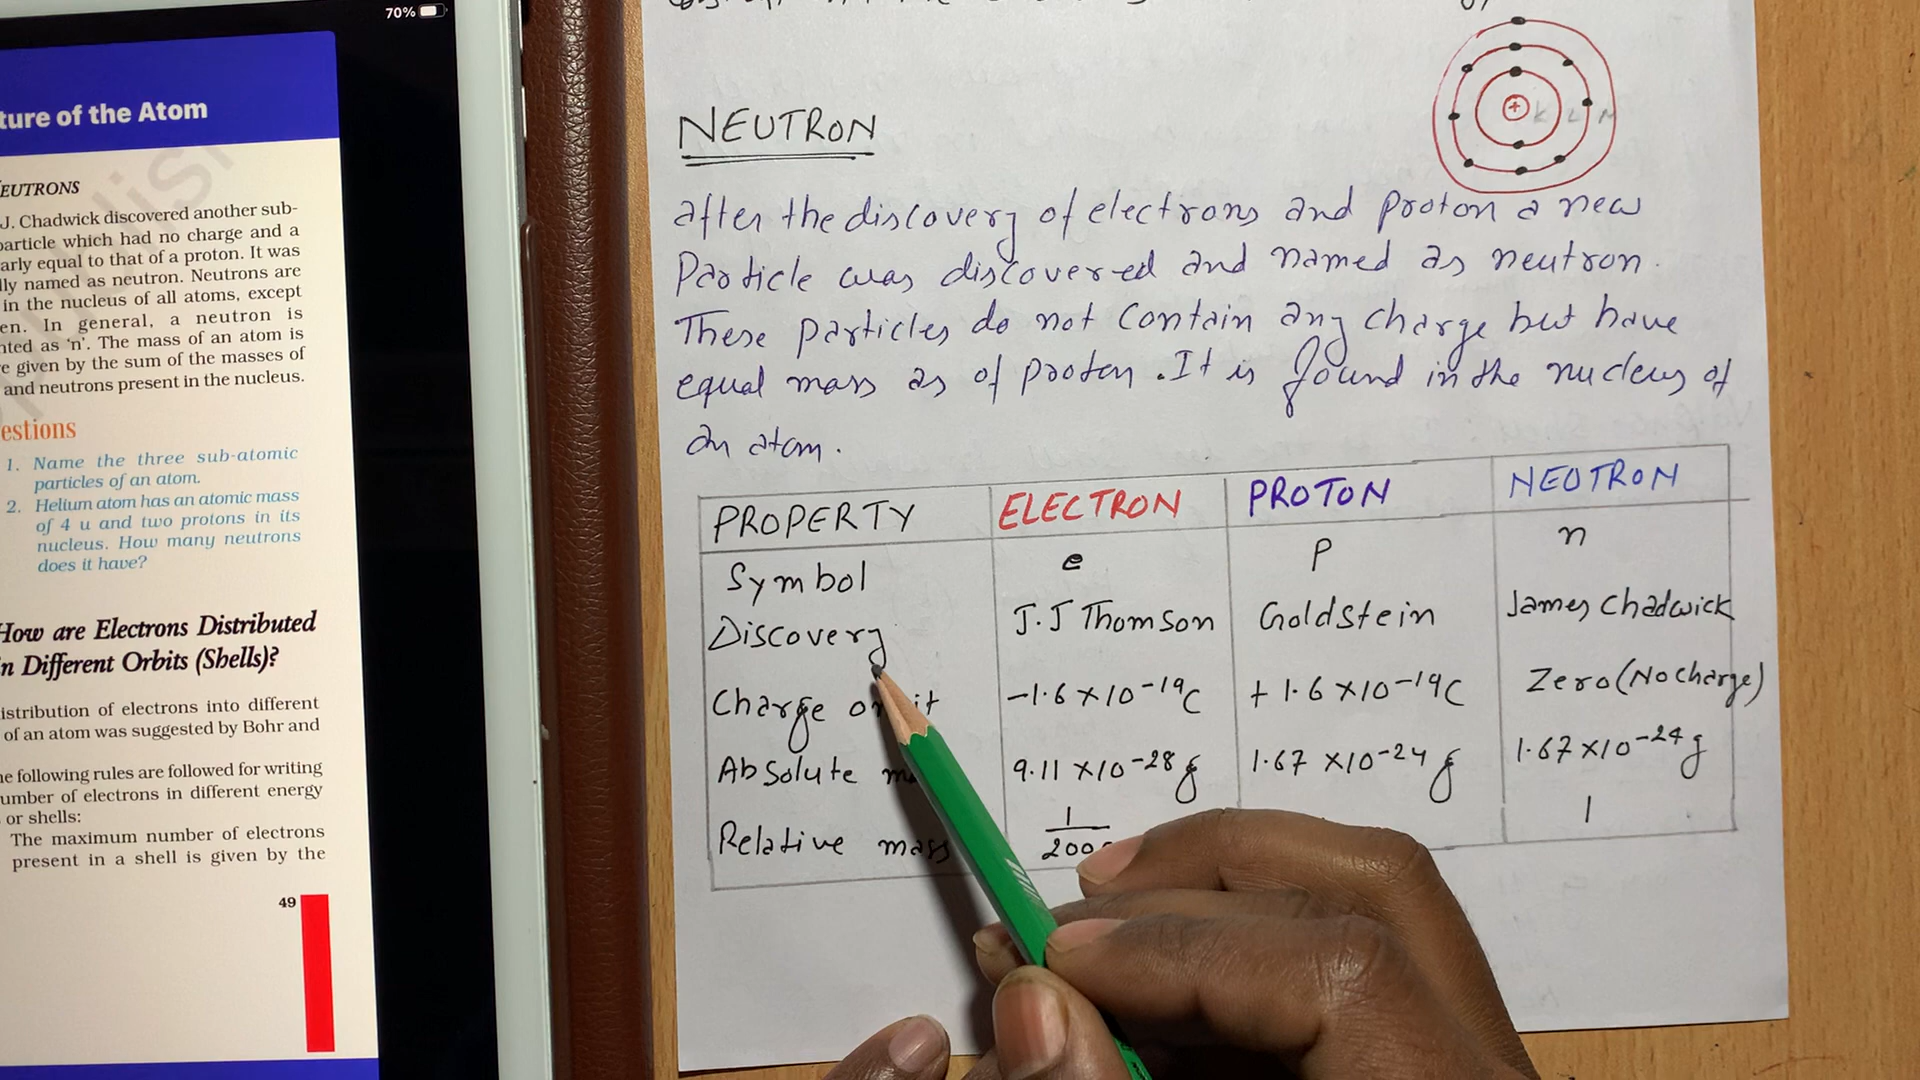 70%
ture of the Atom
EUTRONS
J. Chadwick discovered another sub-
particle which had no charge and a
arly equal to that of a proton. It was
lly named as neutron. Neutrons are
in the nucleus of all atoms, except
en. In general, a neutron is
nted as ‘n’. The mass of an atom is
e given by the sum of the masses of
and neutrons present in the nucleus.
estions
1. Name the three sub-atomic
particles of an atom.
2. Helium atom has an atomic mass
of 4 u and two protons in its
nucleus. How many neutrons
does it have?
How are Electrons Distributed
n Different Orbits (Shells)?
istribution of electrons into different
of an atom was suggested by Bohr and
e following rules are followed for writing
umber of electrons in different energy
or shells:
The maximum number of electrons
present in a shell is given by the
49
+ K L M
NEUTRON
after the discovery of electrons and proton a new
Particle was discovered and named as neutron.
These particles do not contain any charge but have
equal mass as of proton. It is found in the nucleus of
an atom.
PROPERTY ELECTRON PROTON NEUTRON
Symbol e P n
Discovery J.J Thomson Goldstein James Chadwick
Charge it -1.6 × 10⁻¹⁹C + 1.6 × 10⁻¹⁹C Zero (No charge)
Absolute 9.11 × 10⁻²⁸g 1.67 × 10⁻²⁴g 1.67 × 10⁻²⁴g
Relative mass 1/200 1